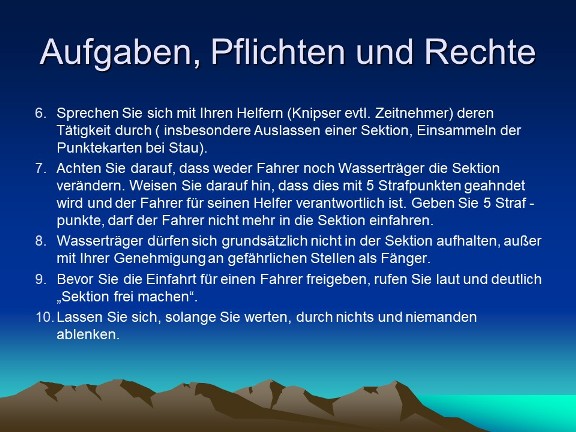 Aufgaben, Pflichten und Rechte
6. Sprechen Sie sich mit Ihren Helfern (Knipser evtl. Zeitnehmer) deren
Tätigkeit durch ( insbesondere Auslassen einer Sektion, Einsammeln der
Punktekarten bei Stau).
7. Achten Sie darauf, dass weder Fahrer noch Wasserträger die Sektion
verändern. Weisen Sie darauf hin, dass dies mit 5 Strafpunkten geahndet
wird und der Fahrer für seinen Helfer verantwortlich ist. Geben Sie 5 Straf -
punkte, darf der Fahrer nicht mehr in die Sektion einfahren.
8. Wasserträger dürfen sich grundsätzlich nicht in der Sektion aufhalten, außer
mit Ihrer Genehmigung an gefährlichen Stellen als Fänger.
9. Bevor Sie die Einfahrt für einen Fahrer freigeben, rufen Sie laut und deutlich
„Sektion frei machen“.
10. Lassen Sie sich, solange Sie werten, durch nichts und niemanden
ablenken.